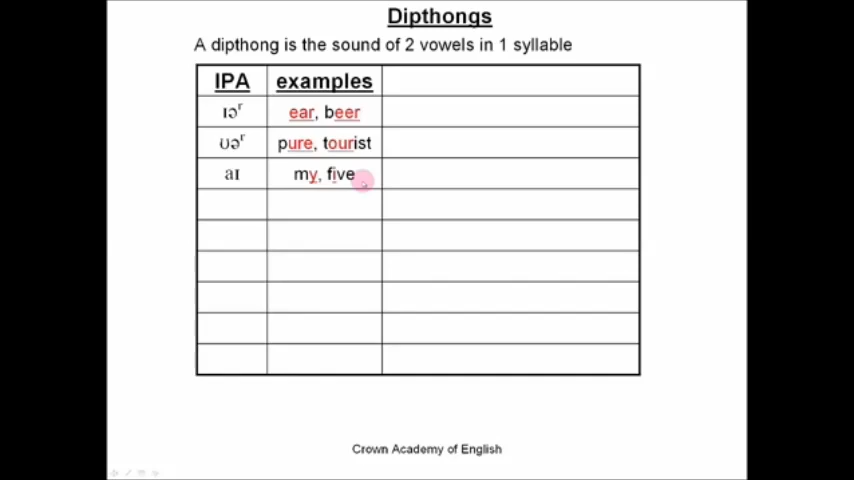 Dipthongs
A dipthong is the sound of 2 vowels in 1 syllable
IPA examples
ɪəʳ ear, beer
ʊəʳ pure, tourist
aɪ my, five
Crown Academy of English